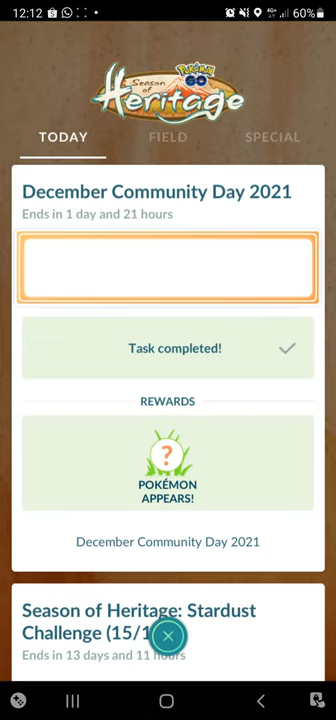 12:12
4G+
60%
POKÉMON
GO
Season
of
Heritage
TODAY FIELD SPECIAL
December Community Day 2021
Ends in 1 day and 21 hours
Task completed!
REWARDS
?
POKÉMON
APPEARS!
December Community Day 2021
Season of Heritage: Stardust
Challenge (15/1
Ends in 13 days and 11 hours